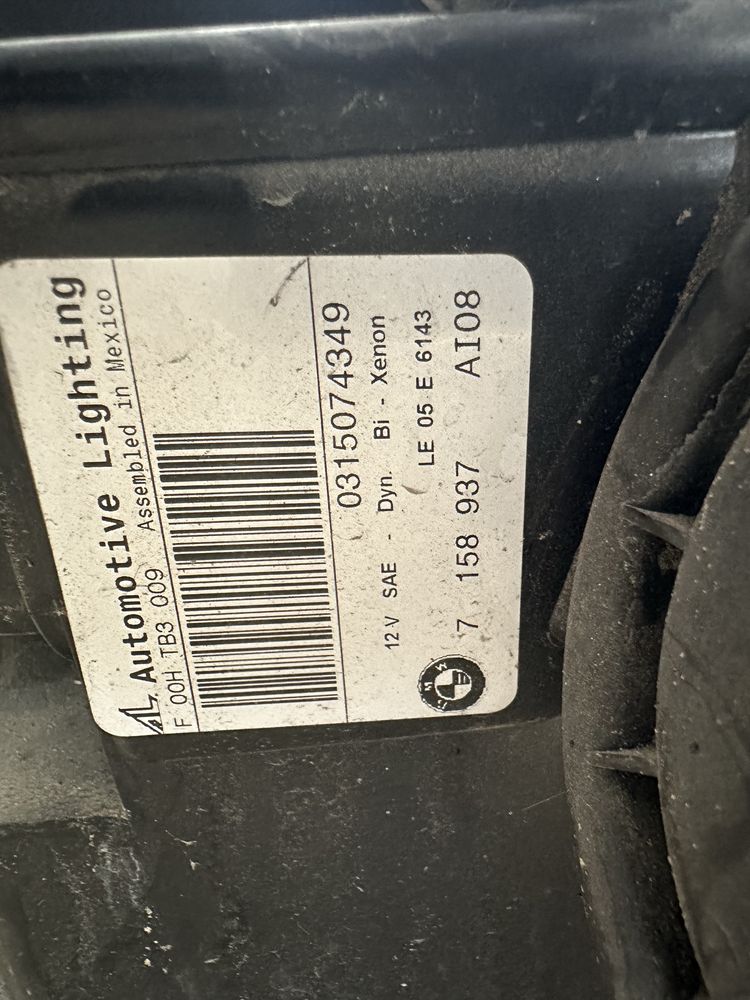 Automotive Lighting
F 00H TB3 009 Assembled in Mexico
0315074349
12 V SAE - Dyn. Bi - Xenon
LE 05 E 6143
BMW 7 158 937 AI08